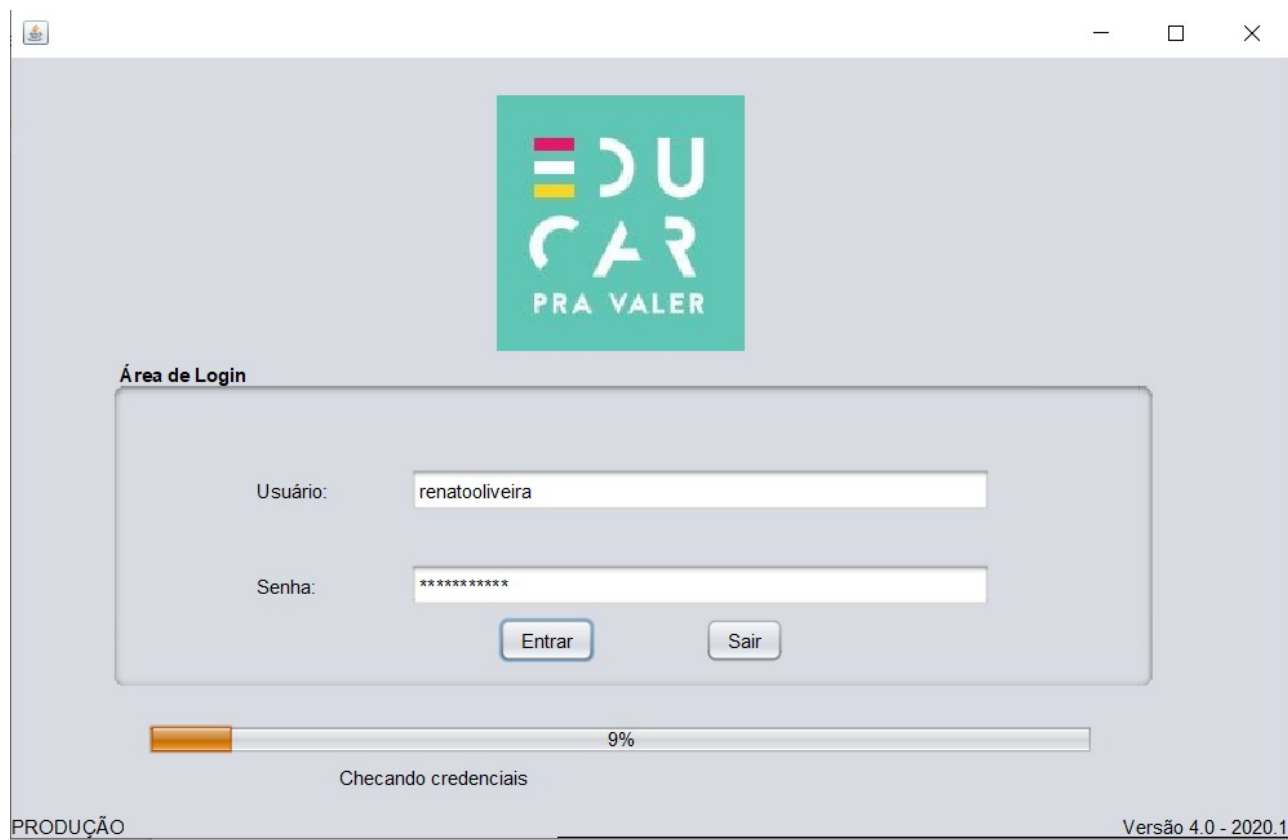 EDU
CAR
PRA VALER
Área de Login
Usuário: renatooliveira
Senha: ***********
Entrar Sair
9%
Checando credenciais
PRODUÇÃO Versão 4.0 - 2020.1